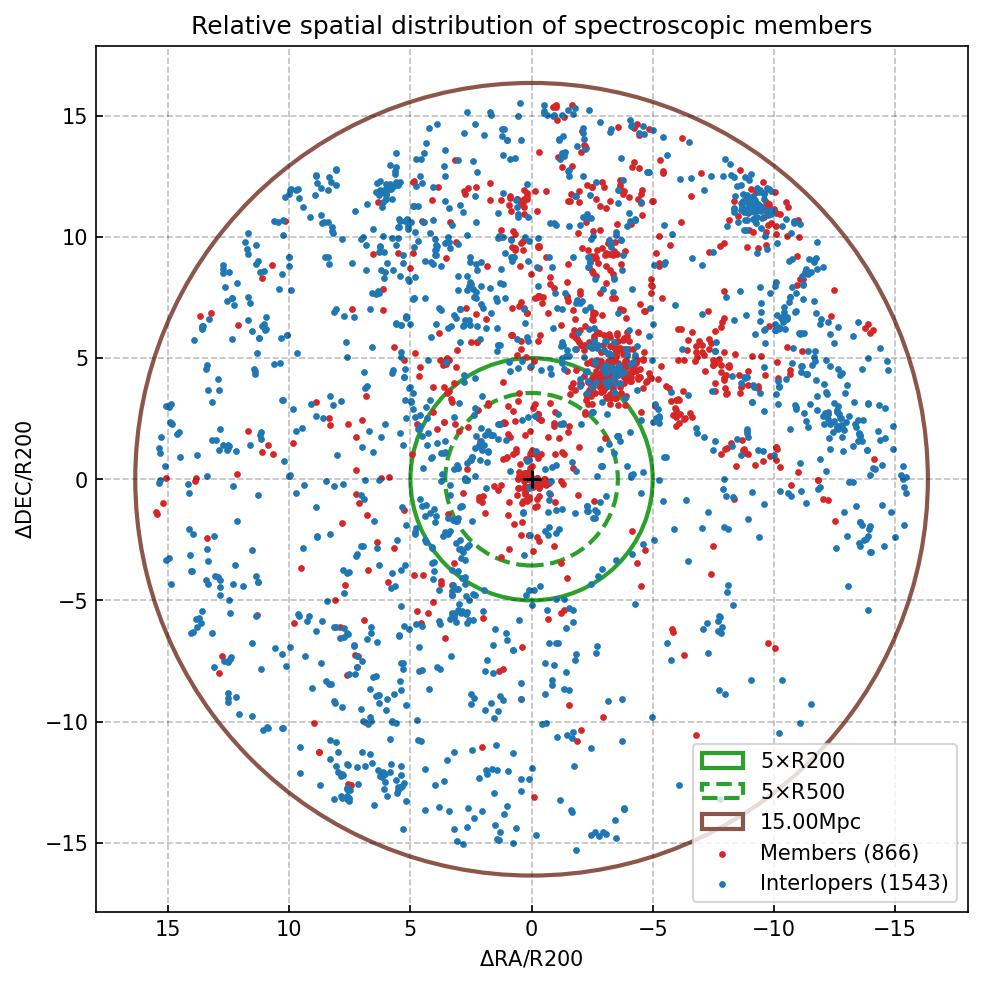 Relative spatial distribution of spectroscopic members
15
10
5
0
−5
−10
−15
ΔDEC/R200
5×R200
5×R500
15.00Mpc
Members (866)
Interlopers (1543)
15
10
5
0
−5
−10
−15
ΔRA/R200